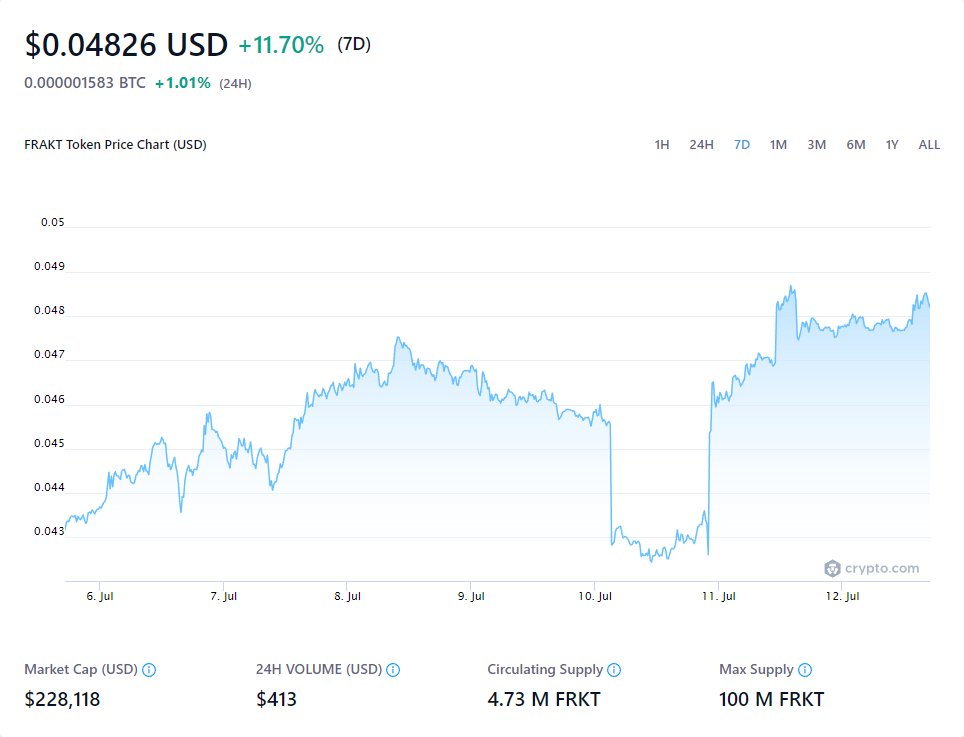 $0.04826 USD +11.70% (7D)
0.000001583 BTC +1.01% (24H)
FRAKT Token Price Chart (USD) 1H 24H 7D 1M 3M 6M 1Y ALL
0.05
0.049
0.048
0.047
0.046
0.045
0.044
0.043
crypto.com
6. Jul 7. Jul 8. Jul 9. Jul 10. Jul 11. Jul 12. Jul
Market Cap (USD) 24H VOLUME (USD) Circulating Supply Max Supply
$228,118 $413 4.73 M FRKT 100 M FRKT